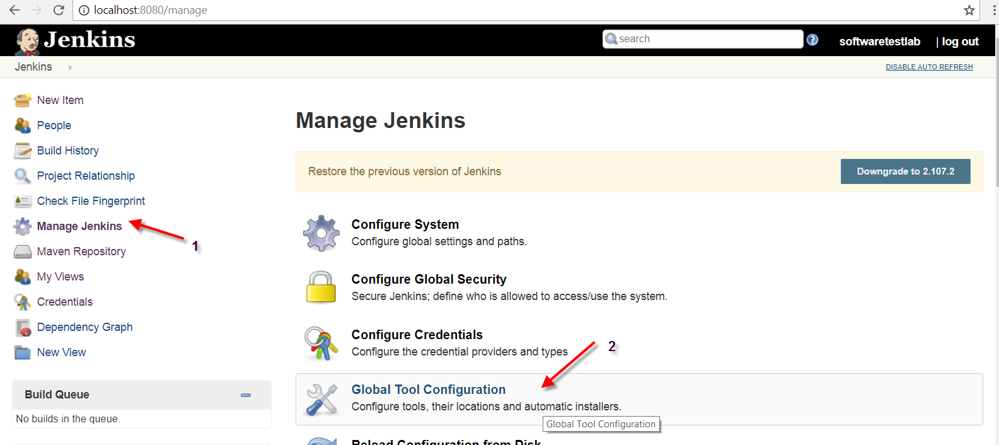 localhost:8080/manage
Jenkins
search
softwaretestlab
| log out
Jenkins
DISABLE AUTO REFRESH
New Item
People
Build History
Project Relationship
Check File Fingerprint
Manage Jenkins
1
Maven Repository
My Views
Credentials
Dependency Graph
New View
Build Queue
No builds in the queue.
Manage Jenkins
Restore the previous version of Jenkins
Downgrade to 2.107.2
Configure System
Configure global settings and paths.
Configure Global Security
Secure Jenkins; define who is allowed to access/use the system.
Configure Credentials
Configure the credential providers and types
2
Global Tool Configuration
Configure tools, their locations and automatic installers.
Global Tool Configuration
Reload Configuration from Disk